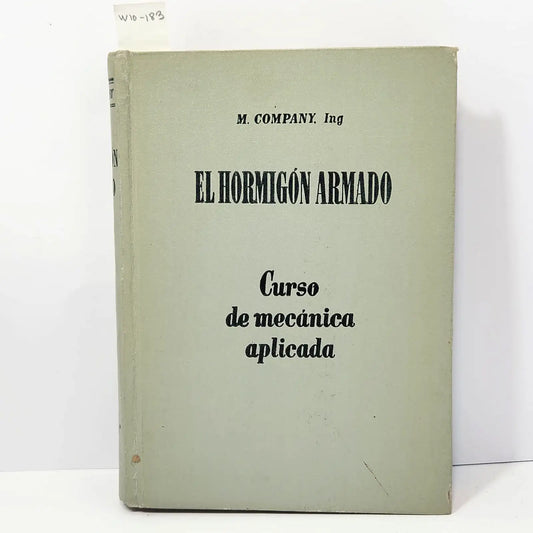 W10-183
M. COMPANY. Ing
EL HORMIGÓN ARMADO
Curso
de mecánica
aplicada